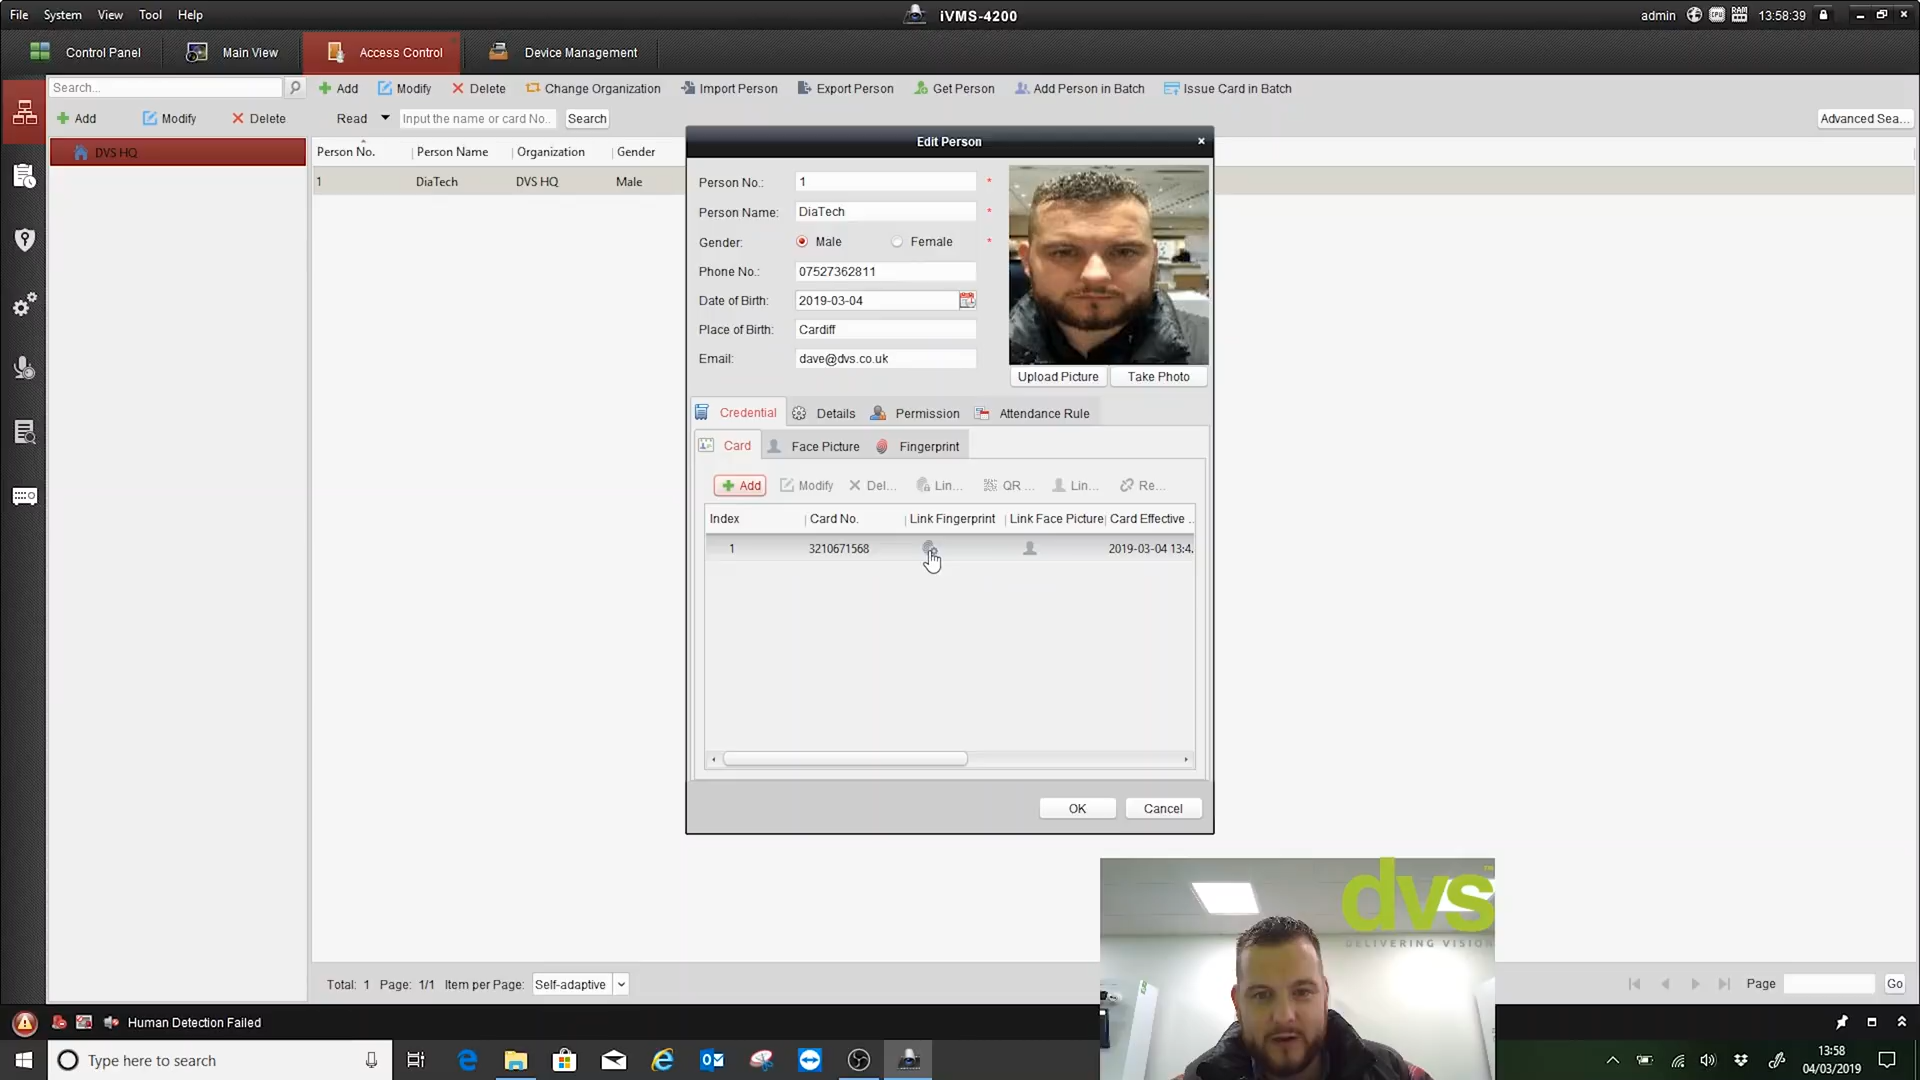 File System View Tool Help
iVMS-4200
admin 13:58:39
Control Panel Main View Access Control Device Management
Search...
Add Modify Delete Change Organization Import Person Export Person Get Person Add Person in Batch Issue Card in Batch
Add Modify Delete
Read Input the name or card No.. Search Advanced Sea...
DVS HQ
Person No. Person Name Organization Gender
1 DiaTech DVS HQ Male
Edit Person
Person No.: 1 *
Person Name: DiaTech *
Gender: Male Female *
Phone No.: 07527362811
Date of Birth: 2019-03-04
Place of Birth: Cardiff
Email: dave@dvs.co.uk
Upload Picture Take Photo
Credential Details Permission Attendance Rule
Card Face Picture Fingerprint
Add Modify Del... Lin... QR ... Lin... Re...
Index Card No. Link Fingerprint Link Face Picture Card Effective ..
1 3210671568 2019-03-04 13:4.
OK Cancel
dvs
DELIVERING VISION
Total: 1 Page: 1/1 Item per Page: Self-adaptive
Page Go
Human Detection Failed
Type here to search
13:58
04/03/2019